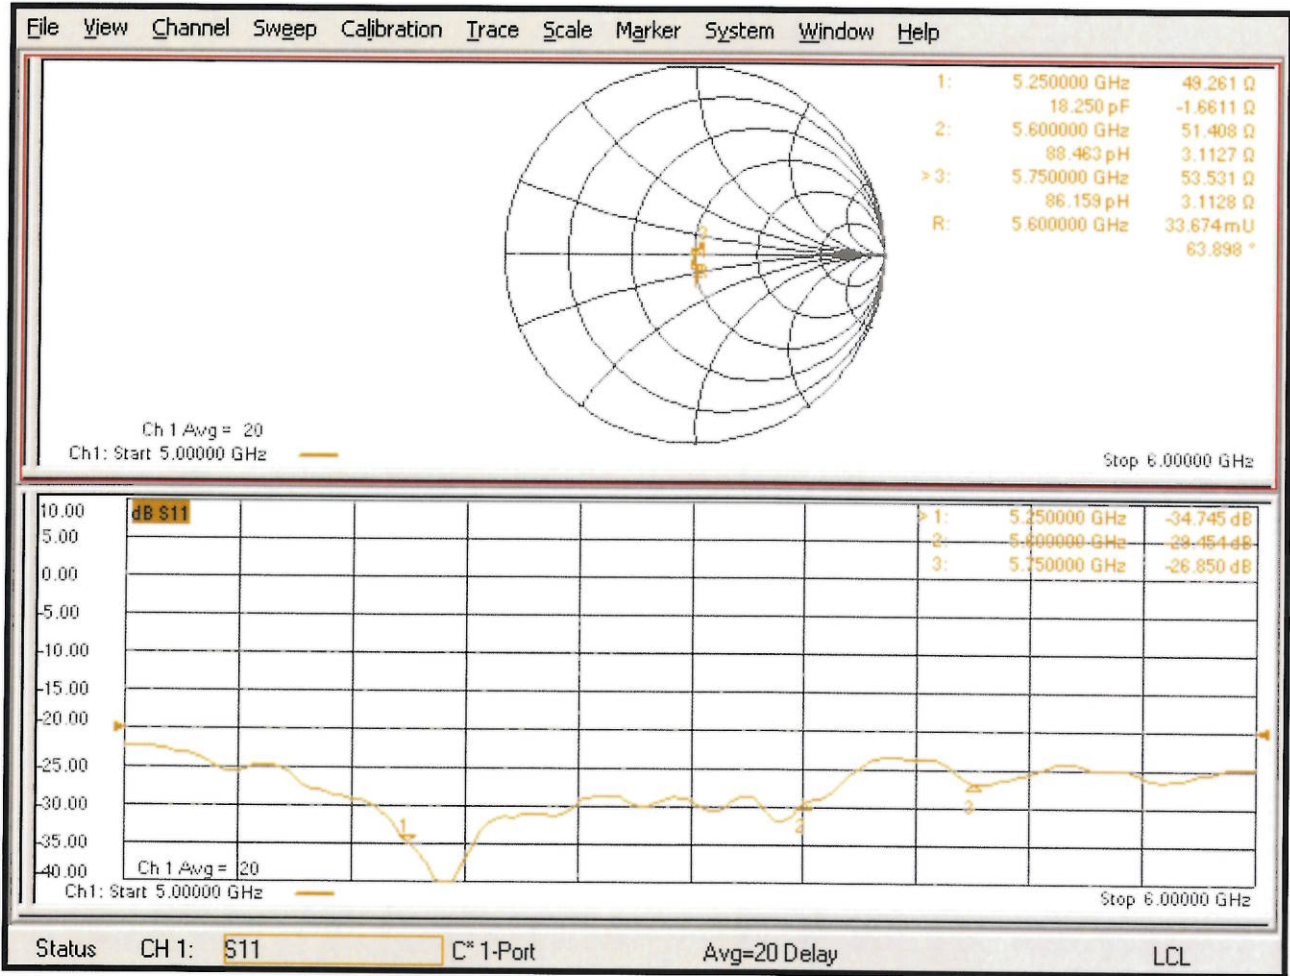 File View Channel Sweep Calibration Trace Scale Marker System Window Help
1: 5.250000 GHz 49.261 Ω
18.250 pF -1.6611 Ω
2: 5.600000 GHz 51.408 Ω
88.463 pH 3.1127 Ω
> 3: 5.750000 GHz 53.531 Ω
86.159 pH 3.1128 Ω
R: 5.600000 GHz 33.674 mU
63.898 °
Ch 1 Avg = 20
Ch1: Start 5.00000 GHz
Stop 6.00000 GHz
10.00
5.00
0.00
-5.00
-10.00
-15.00
-20.00
-25.00
-30.00
-35.00
-40.00
dB S11
> 1: 5.250000 GHz -34.745 dB
2: 5.600000 GHz -29.454 dB
3: 5.750000 GHz -26.850 dB
1
2
3
Ch 1 Avg = 20
Ch1: Start 5.00000 GHz
Stop 6.00000 GHz
Status CH 1: S11 C* 1-Port Avg=20 Delay LCL